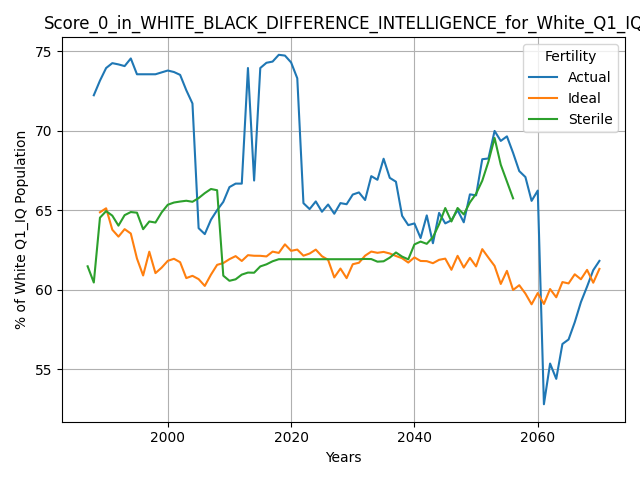 Score_0_in_WHITE_BLACK_DIFFERENCE_INTELLIGENCE_for_White_Q1_IQ
Fertility
Actual
Ideal
Sterile
% of White Q1_IQ Population
75
70
65
60
55
2000
2020
2040
2060
Years